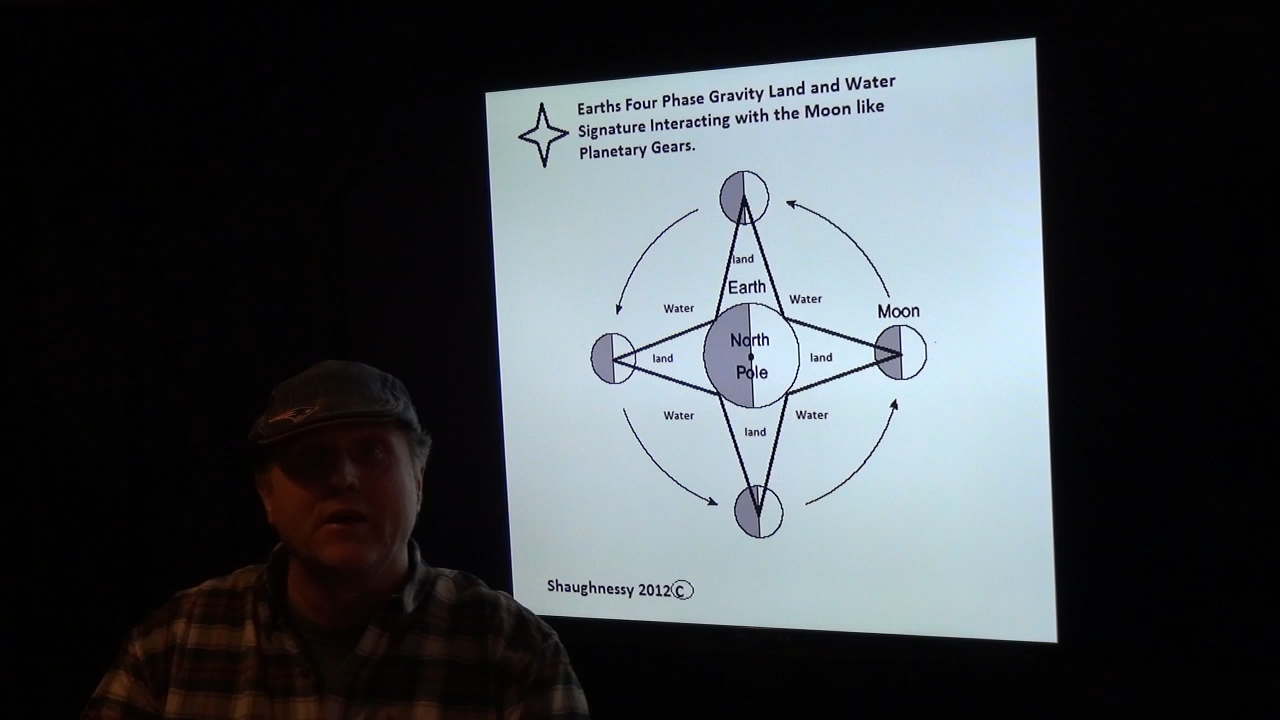 Earths Four Phase Gravity Land and Water
Signature Interacting with the Moon like
Planetary Gears.
land
Earth
Water
Water
Moon
North
Pole
land
land
Water
Water
land
Shaughnessy 2012©